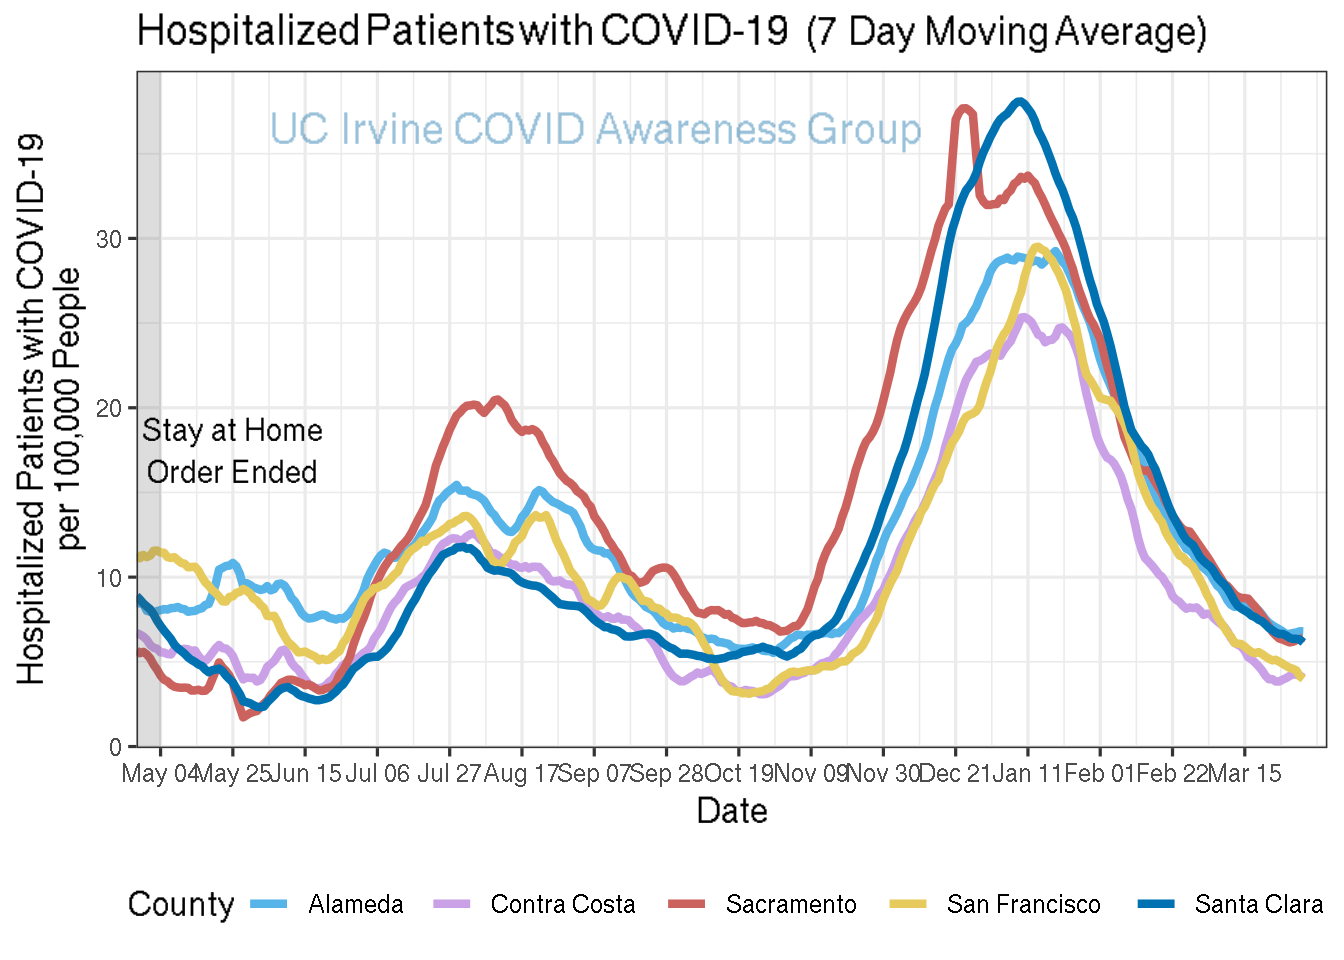 Hospitalized Patients with COVID-19 (7 Day Moving Average)
UC Irvine COVID Awareness Group
Hospitalized Patients with COVID-19
per 100,000 People
30
20
10
0
Stay at Home
Order Ended
May 04 May 25 Jun 15 Jul 06 Jul 27 Aug 17 Sep 07 Sep 28 Oct 19 Nov 09 Nov 30 Dec 21 Jan 11 Feb 01 Feb 22 Mar 15
Date
County Alameda Contra Costa Sacramento San Francisco Santa Clara